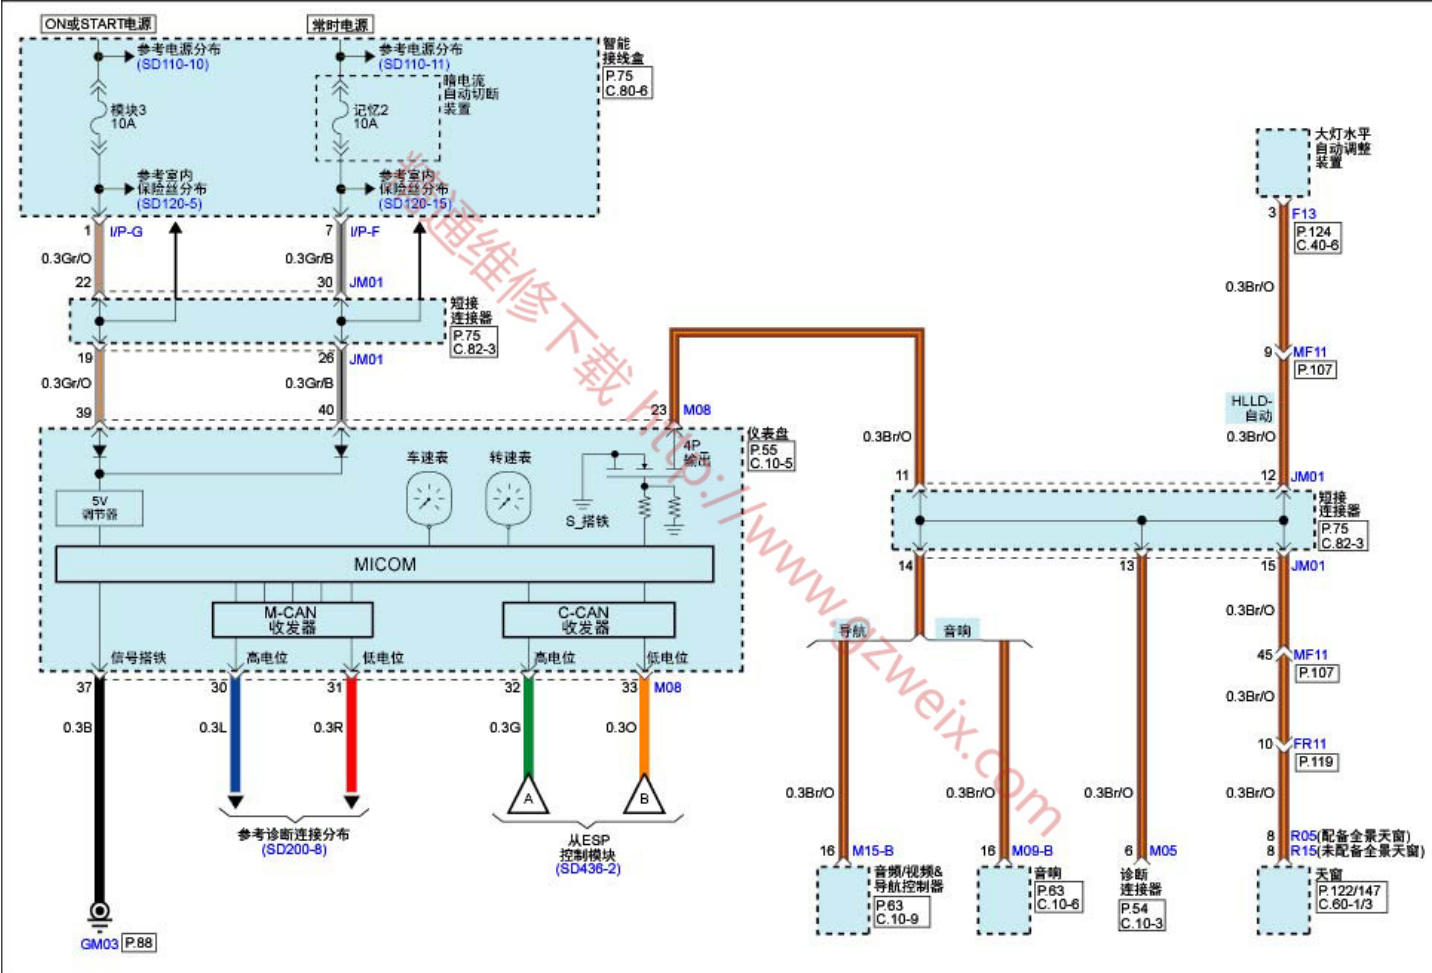 ON或START电源
常时电源
参考电源分布
(SD110-10)
参考电源分布
(SD110-11)
智能
接线盒
P.75
C.80-6
模块3
10A
记忆2
10A
暗电流
自动切断
装置
参考室内
保险丝分布
(SD120-5)
参考室内
保险丝分布
(SD120-15)
1 I/P-G
7 I/P-F
0.3Gr/O
0.3Gr/B
22
30 JM01
短接
连接器
P.75
C.82-3
19
26 JM01
0.3Gr/O
0.3Gr/B
39
40
23 M08
仪表盘
P.55
C.10-5
4P
输出
车速表
转速表
5V
调节器
S_搭铁
MICOM
M-CAN
收发器
C-CAN
收发器
信号搭铁
高电位
低电位
高电位
低电位
37
30
31
32
33 M08
0.3B
0.3L
0.3R
0.3G
0.3O
A
B
参考诊断连接分布
(SD200-8)
从ESP
控制模块
(SD436-2)
GM03 P.88
大灯水平
自动调整
装置
3 F13
P.124
C.40-6
0.3Br/O
9 MF11
P.107
HLLD-
自动
0.3Br/O
0.3Br/O
11
12 JM01
短接
连接器
P.75
C.82-3
14
13
15 JM01
0.3Br/O
导航
音响
45 MF11
P.107
0.3Br/O
10 FR11
P.119
0.3Br/O
0.3Br/O
0.3Br/O
0.3Br/O
16 M15-B
16 M09-B
6 M05
8 R05(配备全景天窗)
8 R15(未配备全景天窗)
音频/视频&
导航控制器
P.63
C.10-9
音响
P.63
C.10-6
诊断
连接器
P.54
C.10-3
天窗
P.122/147
C.60-1/3
精通维修下载 http://www.gzweix.com